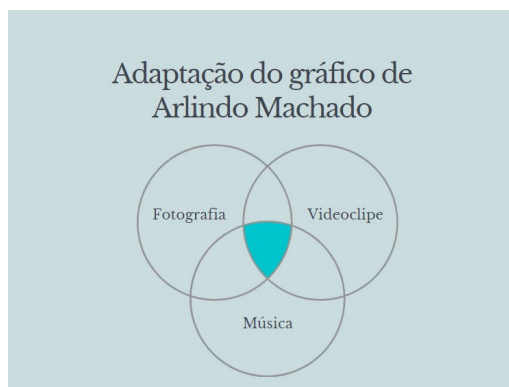 Adaptação do gráfico de
Arlindo Machado
Fotografia
Videoclipe
Música